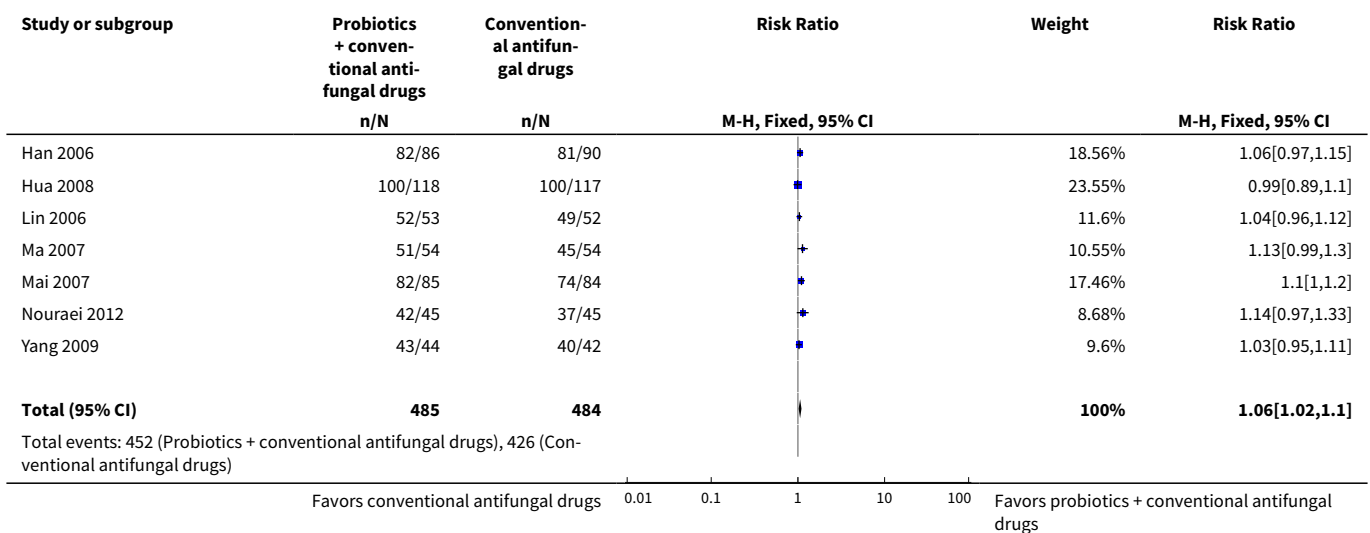 Study or subgroup Probiotics Convention- Risk Ratio Weight Risk Ratio
+ conven- al antifun-
tional anti- gal drugs
fungal drugs
n/N n/N M-H, Fixed, 95% CI M-H, Fixed, 95% CI
Han 2006 82/86 81/90 18.56% 1.06[0.97,1.15]
Hua 2008 100/118 100/117 23.55% 0.99[0.89,1.1]
Lin 2006 52/53 49/52 11.6% 1.04[0.96,1.12]
Ma 2007 51/54 45/54 10.55% 1.13[0.99,1.3]
Mai 2007 82/85 74/84 17.46% 1.1[1,1.2]
Nouraei 2012 42/45 37/45 8.68% 1.14[0.97,1.33]
Yang 2009 43/44 40/42 9.6% 1.03[0.95,1.11]
Total (95% CI) 485 484 100% 1.06[1.02,1.1]
Total events: 452 (Probiotics + conventional antifungal drugs), 426 (Con-
ventional antifungal drugs)
Favors conventional antifungal drugs 0.01 0.1 1 10 100 Favors probiotics + conventional antifungal
drugs